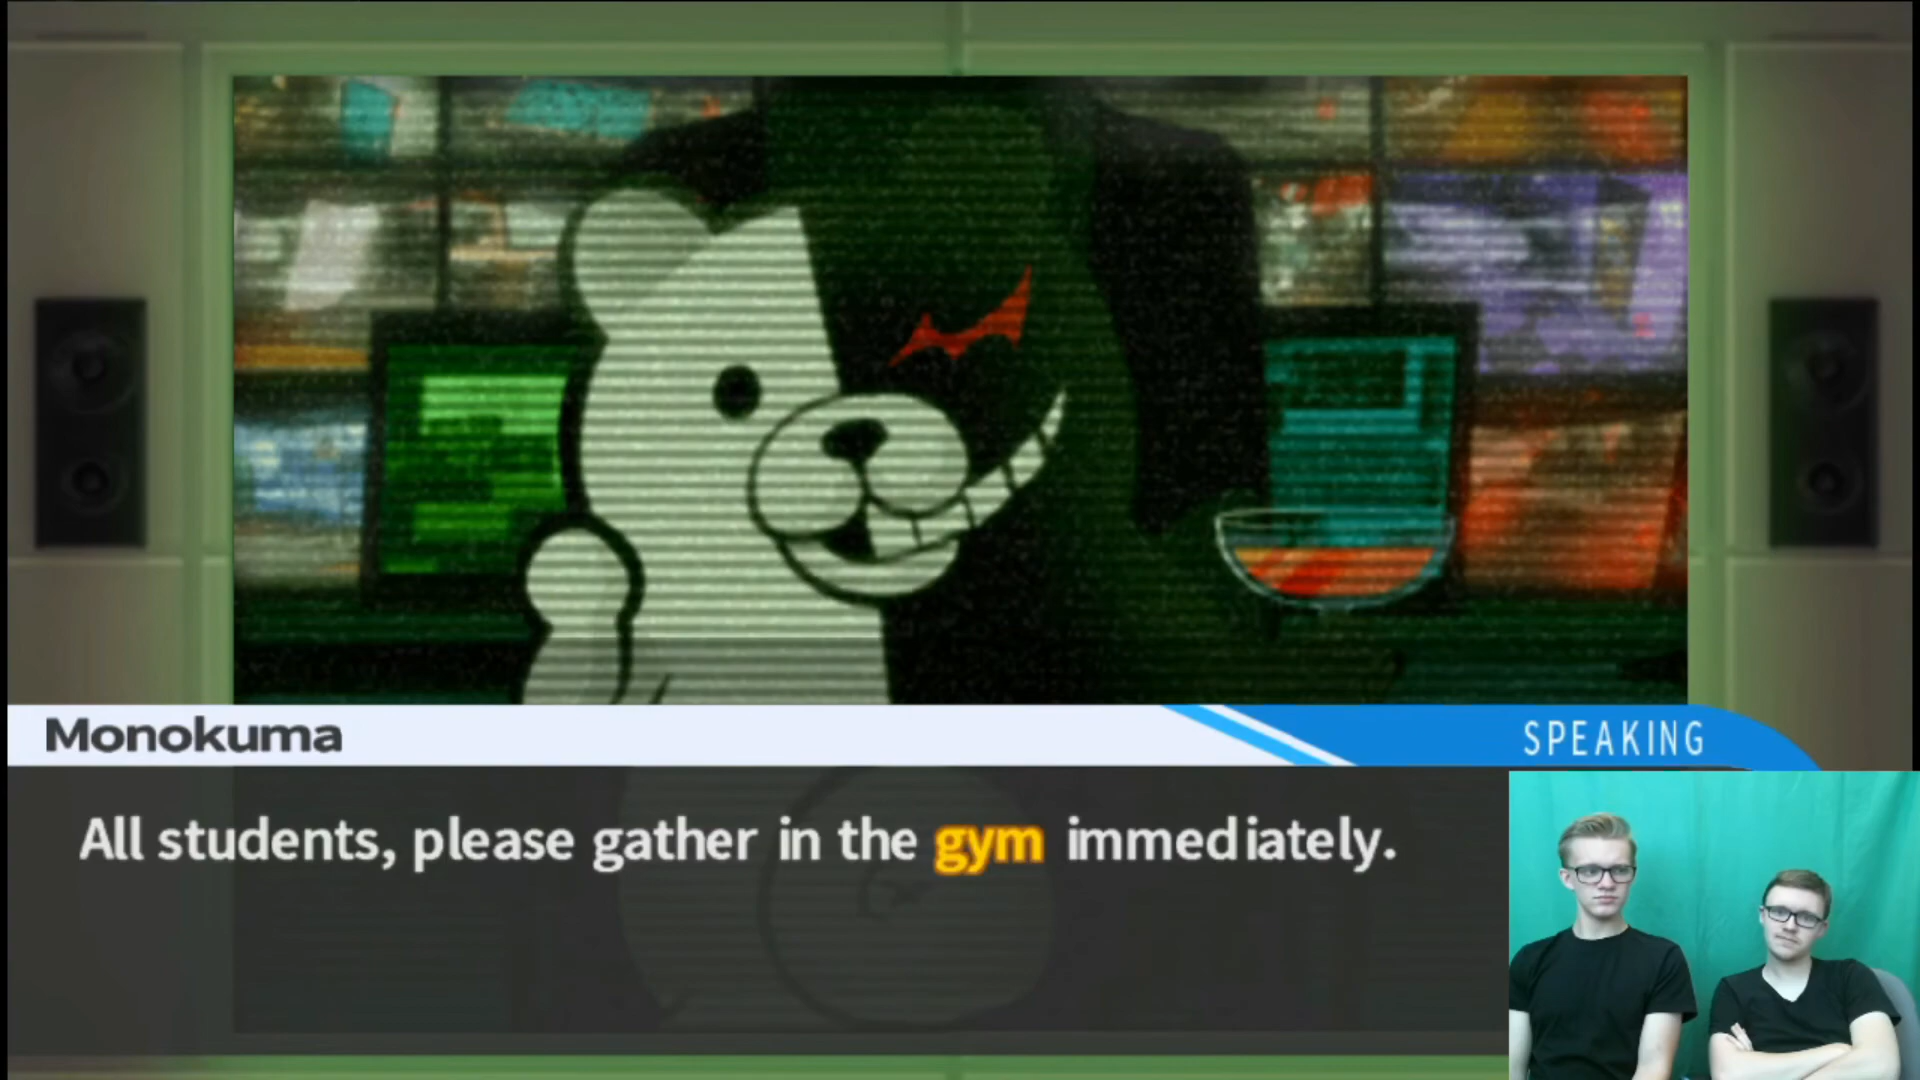 Monokuma
SPEAKING
All students, please gather in the gym immediately.